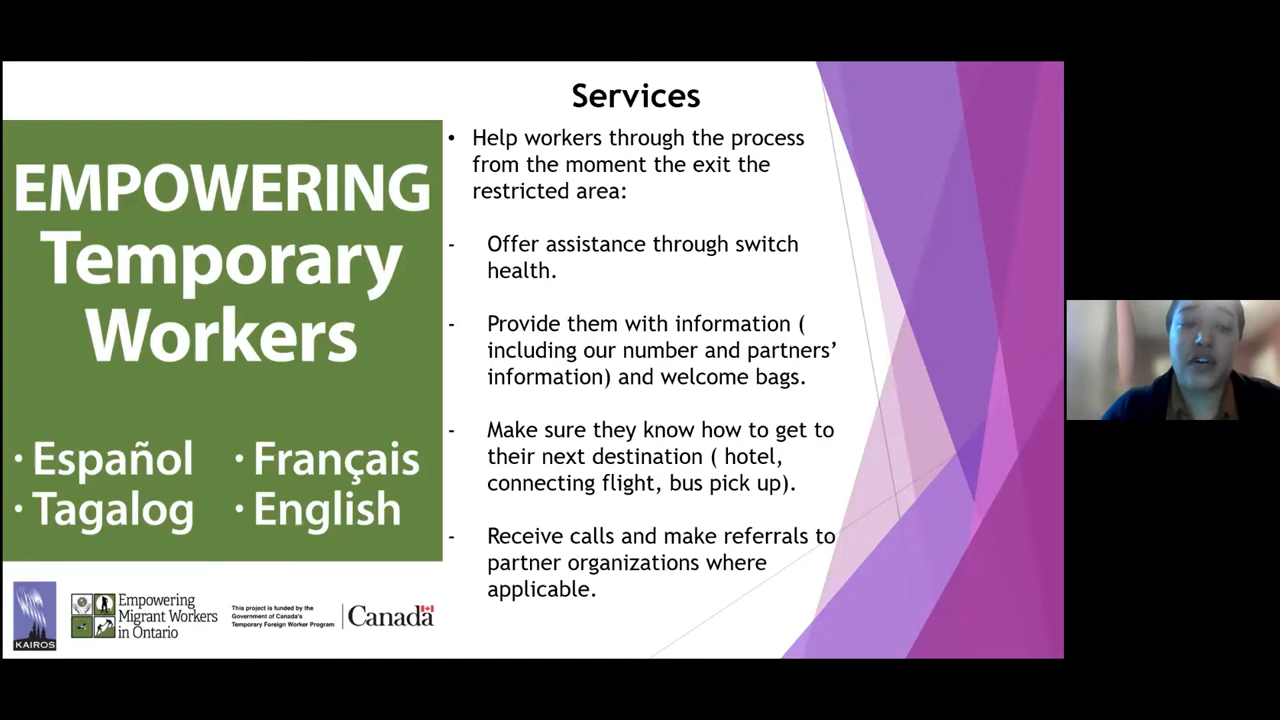 Services
EMPOWERING
Temporary
Workers
· Español
· Français
· Tagalog
· English
• Help workers through the process
from the moment the exit the
restricted area:
- Offer assistance through switch
health.
- Provide them with information (
including our number and partners’
information) and welcome bags.
- Make sure they know how to get to
their next destination ( hotel,
connecting flight, bus pick up).
- Receive calls and make referrals to
partner organizations where
applicable.
KAIROS
Empowering
Migrant Workers
in Ontario
This project is funded by the
Government of Canada's
Temporary Foreign Worker Program
Canada